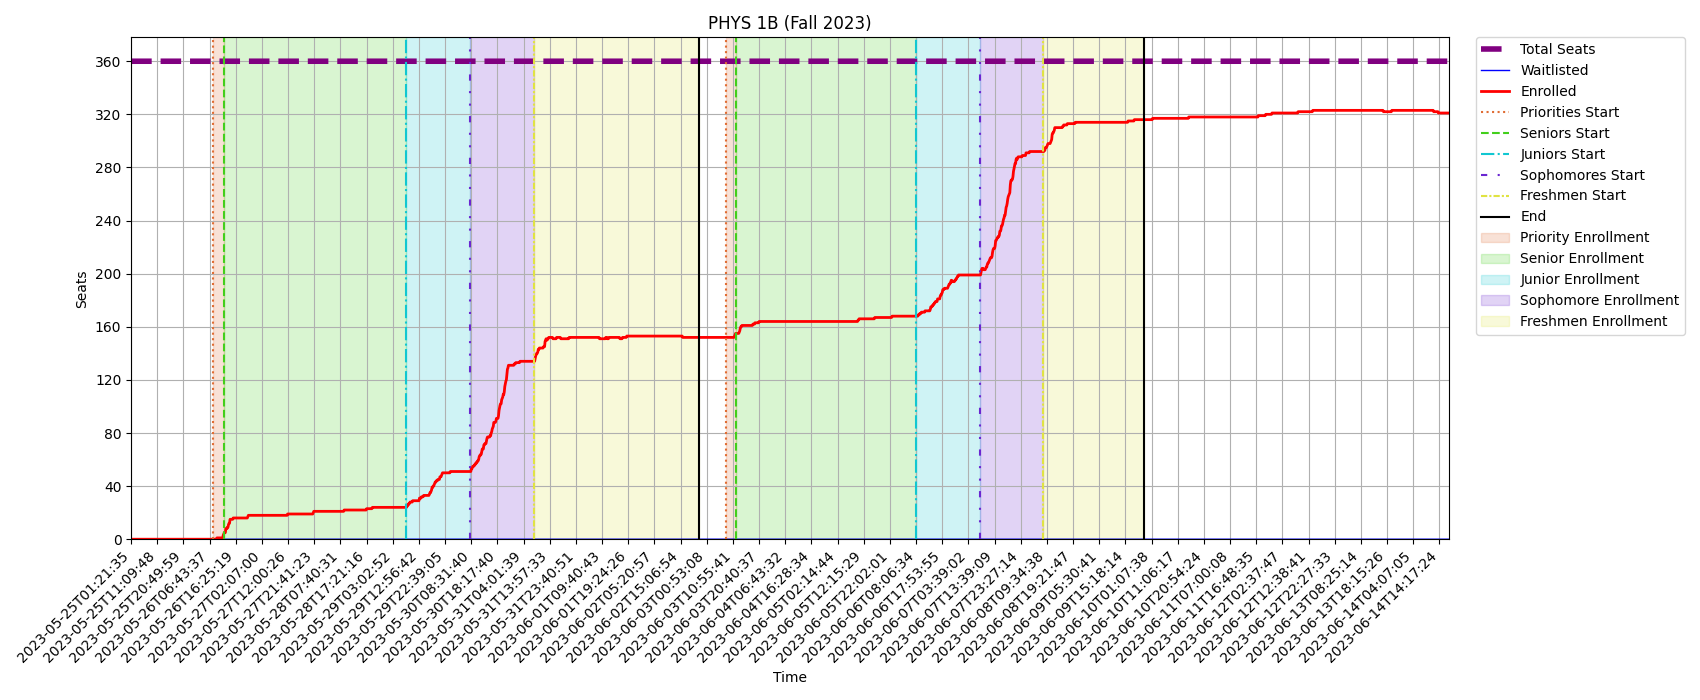 PHYS 1B (Fall 2023)
Seats
360
320
280
240
200
160
120
80
40
0
2023-05-25T01:21:35
2023-05-25T11:09:48
2023-05-25T20:49:59
2023-05-26T06:43:37
2023-05-26T16:25:19
2023-05-27T02:07:00
2023-05-27T12:00:26
2023-05-27T21:41:23
2023-05-28T07:40:31
2023-05-28T17:21:16
2023-05-29T03:02:52
2023-05-29T12:56:42
2023-05-29T22:39:05
2023-05-30T08:31:40
2023-05-30T18:17:40
2023-05-31T04:01:39
2023-05-31T13:57:33
2023-05-31T23:40:51
2023-06-01T09:40:43
2023-06-01T19:24:26
2023-06-02T05:20:57
2023-06-02T15:06:54
2023-06-03T00:53:08
2023-06-03T10:55:41
2023-06-03T20:40:37
2023-06-04T06:43:32
2023-06-04T16:28:34
2023-06-05T02:14:44
2023-06-05T12:15:29
2023-06-05T22:02:01
2023-06-06T08:06:34
2023-06-06T17:53:55
2023-06-07T03:39:02
2023-06-07T13:39:09
2023-06-07T23:27:14
2023-06-08T09:34:38
2023-06-08T19:21:47
2023-06-09T05:30:41
2023-06-09T15:18:14
2023-06-10T01:07:38
2023-06-10T11:06:17
2023-06-10T20:54:24
2023-06-11T07:00:08
2023-06-11T16:48:35
2023-06-12T02:37:47
2023-06-12T12:38:41
2023-06-12T22:27:33
2023-06-13T08:25:14
2023-06-13T18:15:26
2023-06-14T04:07:05
2023-06-14T14:17:24
Time
Total Seats
Waitlisted
Enrolled
Priorities Start
Seniors Start
Juniors Start
Sophomores Start
Freshmen Start
End
Priority Enrollment
Senior Enrollment
Junior Enrollment
Sophomore Enrollment
Freshmen Enrollment